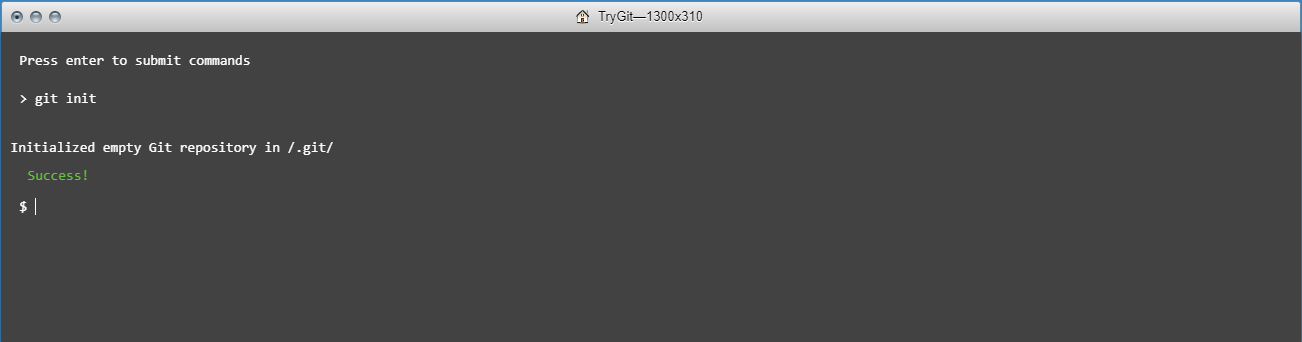 TryGit—1300x310
Press enter to submit commands
> git init
Initialized empty Git repository in /.git/
Success!
$